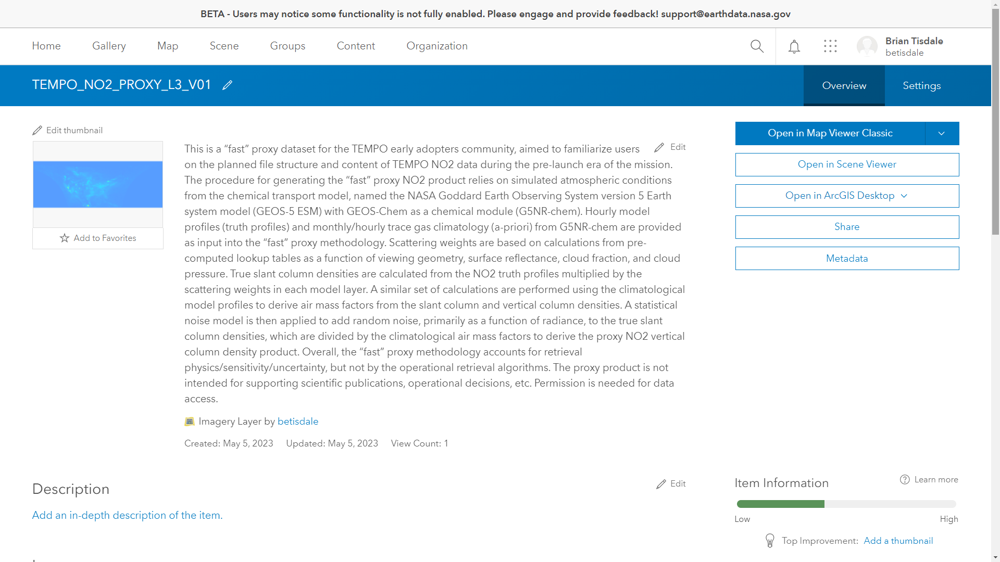 BETA - Users may notice some functionality is not fully enabled. Please engage and provide feedback! support@earthdata.nasa.gov
Home Gallery Map Scene Groups Content Organization
Brian Tisdale
betisdale
TEMPO_NO2_PROXY_L3_V01
Overview Settings
Edit thumbnail
Add to Favorites
This is a “fast” proxy dataset for the TEMPO early adopters community, aimed to familiarize users
on the planned file structure and content of TEMPO NO2 data during the pre-launch era of the mission.
The procedure for generating the “fast” proxy NO2 product relies on simulated atmospheric conditions
from the chemical transport model, named the NASA Goddard Earth Observing System version 5 Earth
system model (GEOS-5 ESM) with GEOS-Chem as a chemical module (G5NR-chem). Hourly model
profiles (truth profiles) and monthly/hourly trace gas climatology (a-priori) from G5NR-chem are provided
as input into the “fast” proxy methodology. Scattering weights are based on calculations from pre-
computed lookup tables as a function of viewing geometry, surface reflectance, cloud fraction, and cloud
pressure. True slant column densities are calculated from the NO2 truth profiles multiplied by the
scattering weights in each model layer. A similar set of calculations are performed using the climatological
model profiles to derive air mass factors from the slant column and vertical column densities. A statistical
noise model is then applied to add random noise, primarily as a function of radiance, to the true slant
column densities, which are divided by the climatological air mass factors to derive the proxy NO2 vertical
column density product. Overall, the “fast” proxy methodology accounts for retrieval
physics/sensitivity/uncertainty, but not by the operational retrieval algorithms. The proxy product is not
intended for supporting scientific publications, operational decisions, etc. Permission is needed for data
access.
Edit
Imagery Layer by betisdale
Created: May 5, 2023 Updated: May 5, 2023 View Count: 1
Open in Map Viewer Classic
Open in Scene Viewer
Open in ArcGIS Desktop
Share
Metadata
Description
Edit
Add an in-depth description of the item.
Item Information
Learn more
Low High
Top Improvement: Add a thumbnail